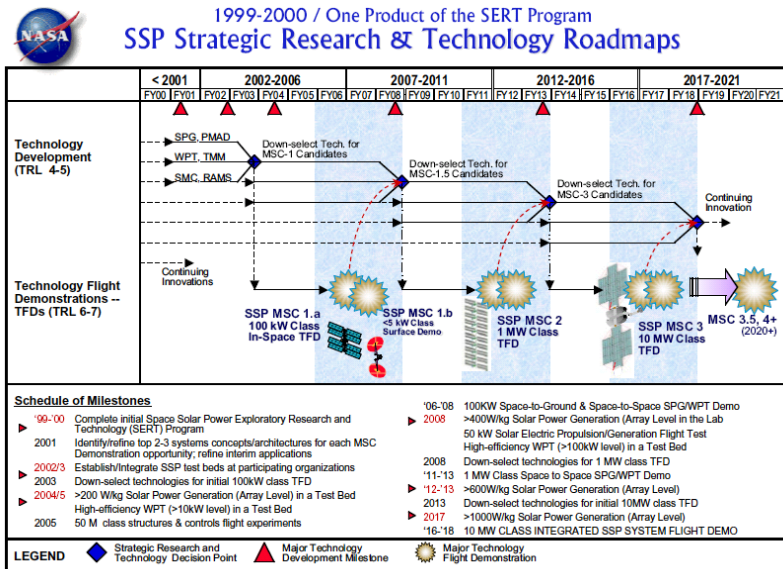 NASA
1999-2000 / One Product of the SERT Program
SSP Strategic Research & Technology Roadmaps
< 2001 2002-2006 2007-2011 2012-2016 2017-2021
FY00 FY01 FY02 FY03 FY04 FY05 FY06 FY07 FY08 FY09 FY10 FY11 FY12 FY13 FY14 FY15 FY16 FY17 FY18 FY19 FY20 FY21
Technology
Development
(TRL 4-5)
SPG, PMAD
WPT, TMM
SMC, RAMS
Down-select Tech. for
MSC-1 Candidates
Down-select Tech. for
MSC-1.5 Candidates
Down-select Tech. for
MSC-3 Candidates
Continuing
Innovation
Continuing
Innovations
Technology Flight
Demonstrations --
TFDs (TRL 6-7)
SSP MSC 1.a
100 kW Class
In-Space TFD
SSP MSC 1.b
<5 kW Class
Surface Demo
SSP MSC 2
1 MW Class
TFD
SSP MSC 3
10 MW Class
TFD
MSC 3.5, 4+
(2020+)
Schedule of Milestones
'99-'00 Complete initial Space Solar Power Exploratory Research and
Technology (SERT) Program
2001 Identify/refine top 2-3 systems concepts/architectures for each MSC
Demonstration opportunity; refine interim applications
2002/3 Establish/Integrate SSP test beds at participating organizations
2003 Down-select technologies for initial 100kW class TFD
2004/5 >200 W/kg Solar Power Generation (Array Level) in a Test Bed
High-efficiency WPT (>10kW level) in a Test Bed
2005 50 M class structures & controls flight experiments
'06-'08 100KW Space-to-Ground & Space-to-Space SPG/WPT Demo
2008 >400W/kg Solar Power Generation (Array Level in the Lab
50 kW Solar Electric Propulsion/Generation Flight Test
High-efficiency WPT (>100kW level) in a Test Bed
2008 Down-select technologies for 1 MW class TFD
'11-'13 1 MW Class Space to Space SPG/WPT Demo
'12-'13 >600W/kg Solar Power Generation (Array Level)
2013 Down-select technologies for initial 10MW class TFD
2017 >1000W/kg Solar Power Generation (Array Level)
'16-'18 10 MW CLASS INTEGRATED SSP SYSTEM FLIGHT DEMO
LEGEND
Strategic Research and
Technology Decision Point
Major Technology
Development Milestone
Major Technology
Flight Demonstration